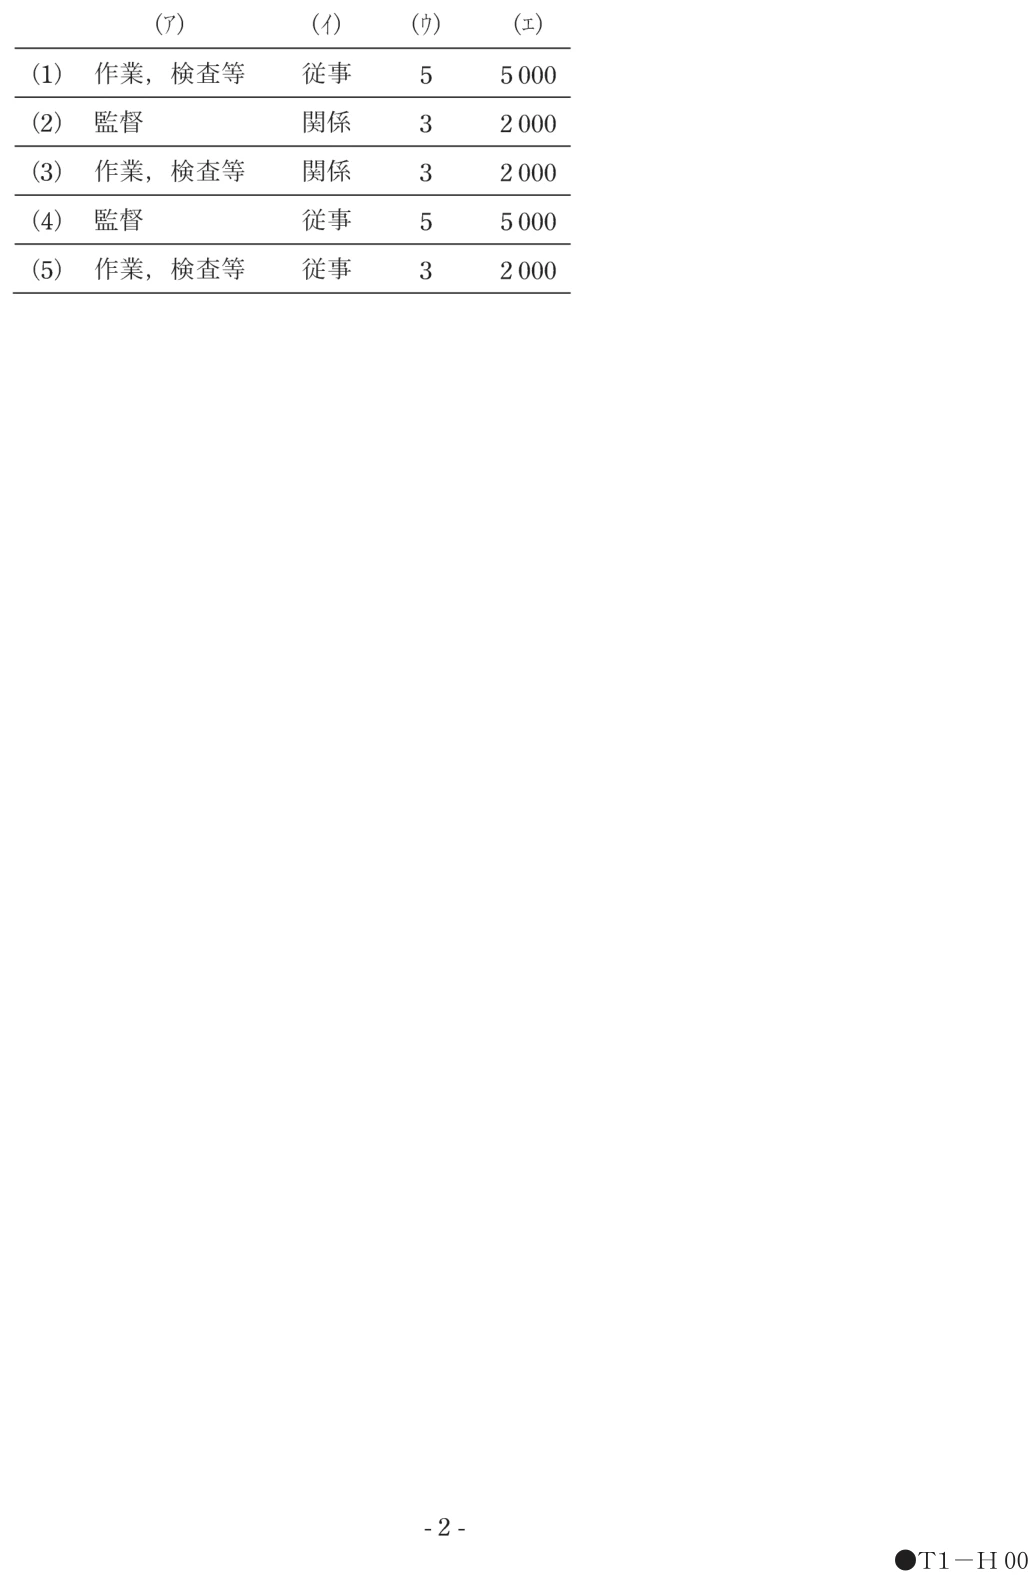 (ア) (イ) (ウ) (エ)
(1) 作業，検査等 従事 5 5 000
(2) 監督 関係 3 2 000
(3) 作業，検査等 関係 3 2 000
(4) 監督 従事 5 5 000
(5) 作業，検査等 従事 3 2 000
- 2 -
●T1－H 00